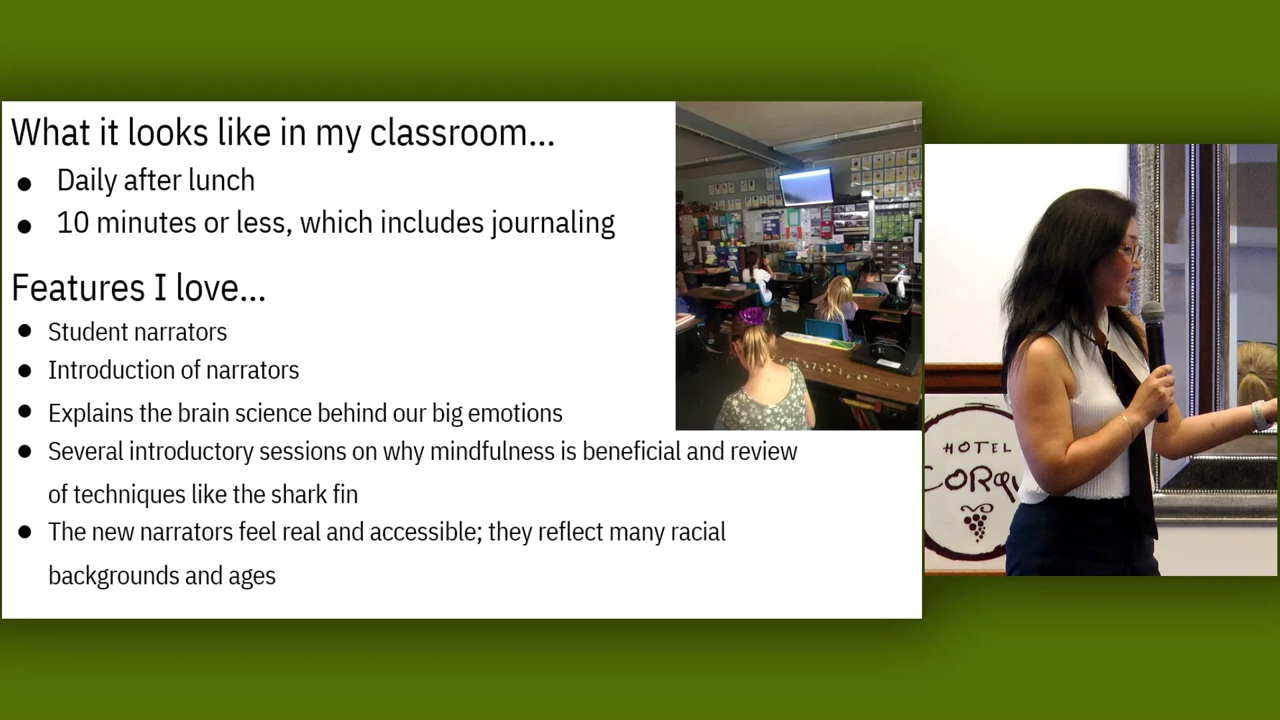 What it looks like in my classroom...
● Daily after lunch
● 10 minutes or less, which includes journaling
Features I love...
● Student narrators
● Introduction of narrators
● Explains the brain science behind our big emotions
● Several introductory sessions on why mindfulness is beneficial and review
of techniques like the shark fin
● The new narrators feel real and accessible; they reflect many racial
backgrounds and ages
HOTEL